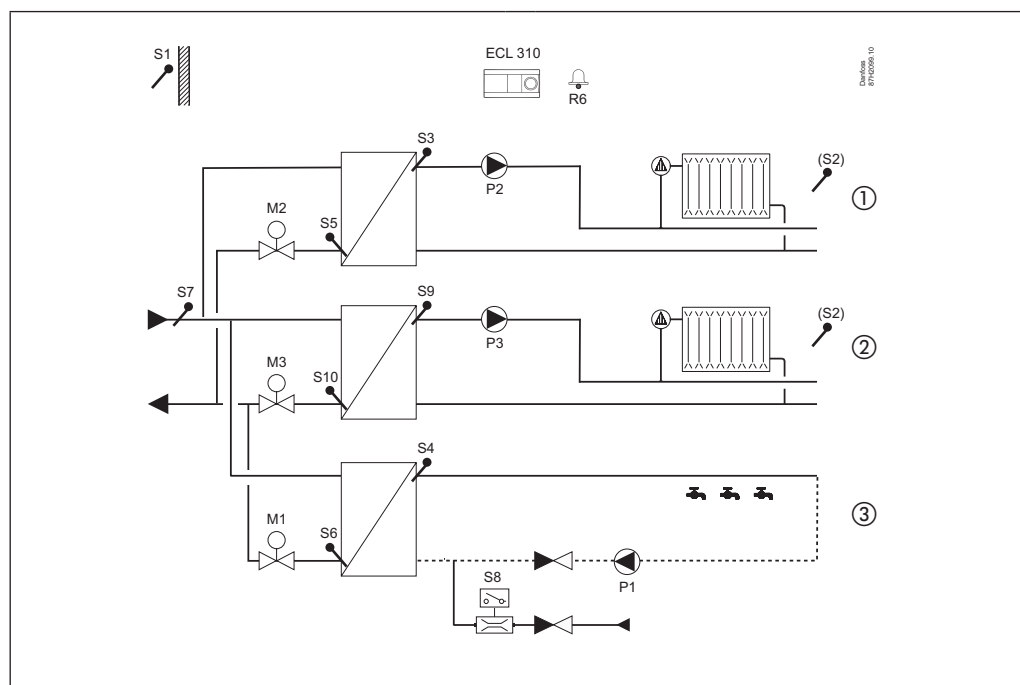 S1
ECL 310
R6
Danfoss
87H2099.10
S3
P2
(S2)
①
M2
S5
S7
S9
P3
(S2)
②
M3
S10
S4
③
M1
S6
P1
S8